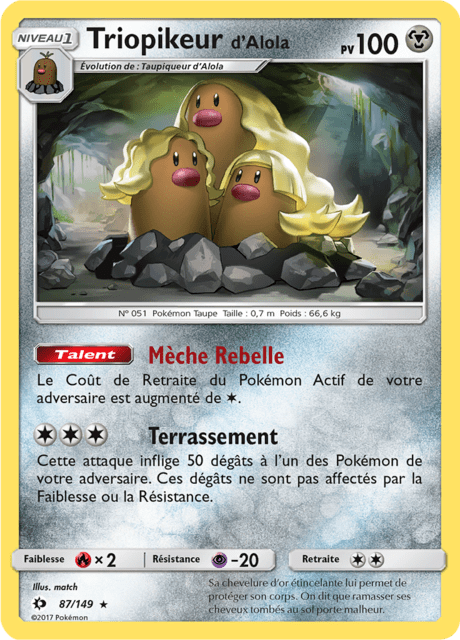 NIVEAU 1
Triopikeur d'Alola
PV 100
Évolution de : Taupiqueur d'Alola
N° 051 Pokémon Taupe Taille : 0,7 m Poids : 66,6 kg
Talent Mèche Rebelle
Le Coût de Retraite du Pokémon Actif de votre
adversaire est augmenté de
Terrassement
Cette attaque inflige 50 dégâts à l'un des Pokémon de
votre adversaire. Ces dégâts ne sont pas affectés par la
Faiblesse ou la Résistance.
Faiblesse × 2 Résistance -20 Retraite
Illus. match
87/149 ★
©2017 Pokémon
Sa chevelure d'or étincelante lui permet de
protéger son corps. On dit que ramasser ses
cheveux tombés au sol porte malheur.